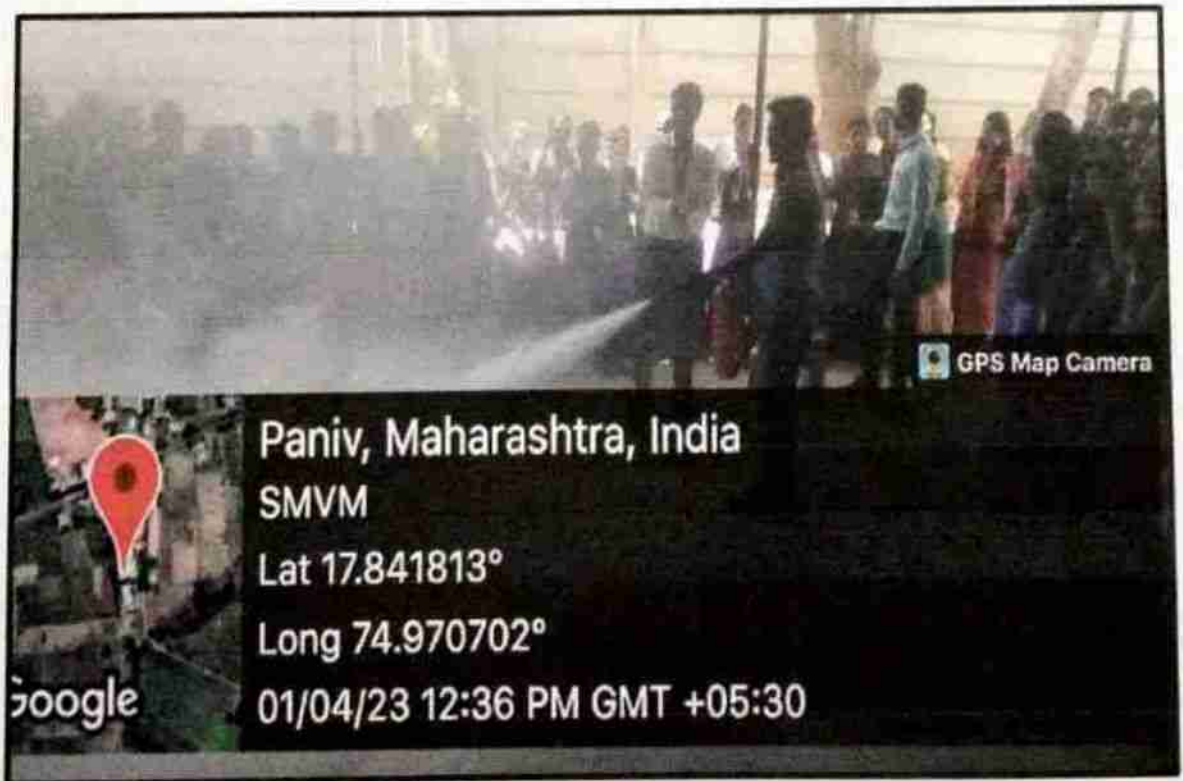 GPS Map Camera
Paniv, Maharashtra, India
SMVM
Lat 17.841813°
Long 74.970702°
01/04/23 12:36 PM GMT +05:30
Google